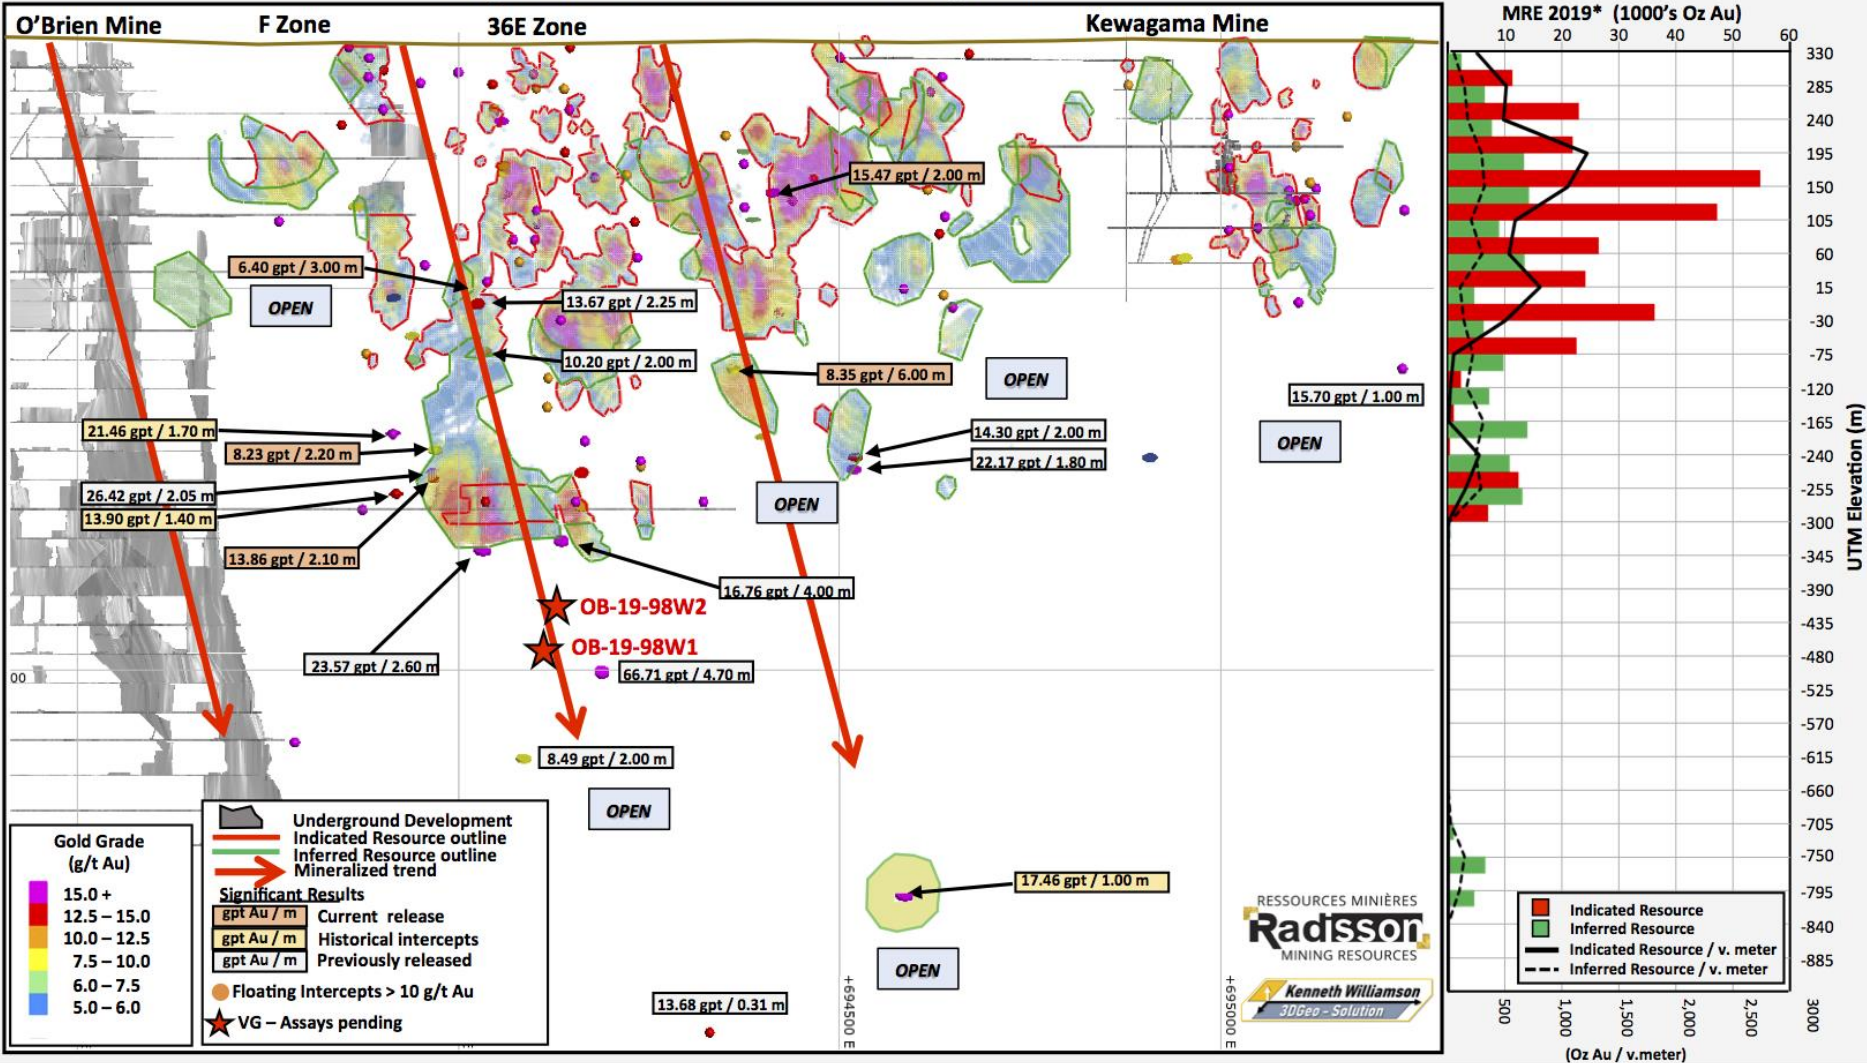 O'Brien Mine
F Zone
36E Zone
Kewagama Mine
15.47 gpt / 2.00 m
6.40 gpt / 3.00 m
OPEN
13.67 gpt / 2.25 m
10.20 gpt / 2.00 m
8.35 gpt / 6.00 m
OPEN
15.70 gpt / 1.00 m
21.46 gpt / 1.70 m
8.23 gpt / 2.20 m
14.30 gpt / 2.00 m
22.17 gpt / 1.80 m
OPEN
26.42 gpt / 2.05 m
13.90 gpt / 1.40 m
OPEN
13.86 gpt / 2.10 m
16.76 gpt / 4.00 m
OB-19-98W2
OB-19-98W1
23.57 gpt / 2.60 m
66.71 gpt / 4.70 m
00
8.49 gpt / 2.00 m
OPEN
17.46 gpt / 1.00 m
OPEN
13.68 gpt / 0.31 m
+694500 E
+695000 E
Gold Grade
(g/t Au)
15.0 +
12.5 – 15.0
10.0 – 12.5
7.5 – 10.0
6.0 – 7.5
5.0 – 6.0
Underground Development
Indicated Resource outline
Inferred Resource outline
Mineralized trend
Significant Results
gpt Au / m Current release
gpt Au / m Historical intercepts
gpt Au / m Previously released
Floating Intercepts > 10 g/t Au
VG – Assays pending
RESSOURCES MINIÈRES
Radisson
MINING RESOURCES
Kenneth Williamson
3DGeo - Solution
MRE 2019* (1000's Oz Au)
10 20 30 40 50 60
330
285
240
195
150
105
60
15
-30
-75
-120
-165
-240
-255
-300
-345
-390
-435
-480
-525
-570
-615
-660
-705
-750
-795
-840
-885
UTM Elevation (m)
Indicated Resource
Inferred Resource
Indicated Resource / v. meter
Inferred Resource / v. meter
500 1,000 1,500 2,000 2,500 3000
(Oz Au / v.meter)